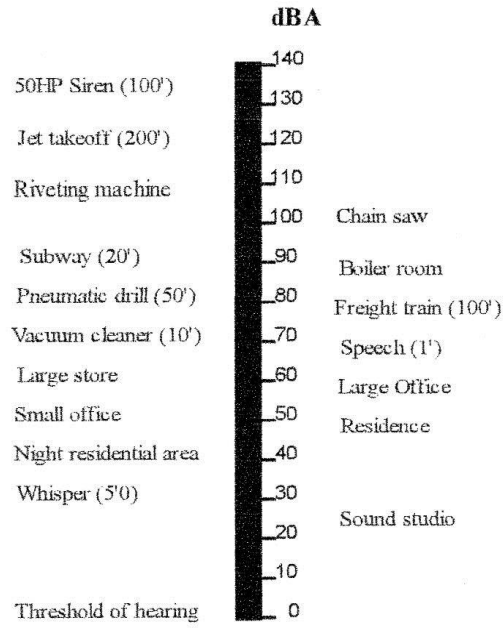 dBA
140
50HP Siren (100')
130
Jet takeoff (200')
120
Riveting machine
110
100
Chain saw
Subway (20')
90
Boiler room
Pneumatic drill (50')
80
Freight train (100')
Vacuum cleaner (10')
70
Speech (1')
Large store
60
Large Office
Small office
50
Residence
Night residential area
40
Whisper (5'0)
30
Sound studio
20
10
Threshold of hearing
0